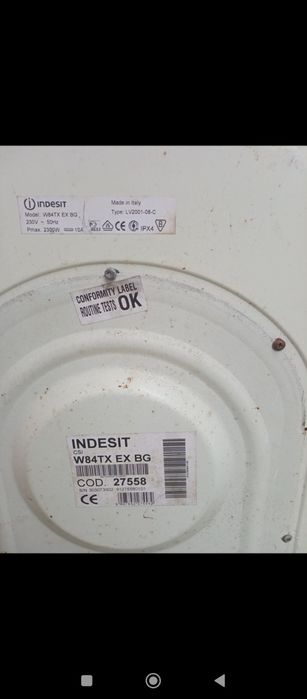 INDESIT
Made in Italy
Model: W84TX EX BG
Type: LV2001-08-C
230V ~ 50Hz
Pmax. 2300W 10A
CE IPX4
CONFORMITY LABEL
ROUTINE TESTS OK
INDESIT
CSI
W84TX EX BG
COD. 27558
CE